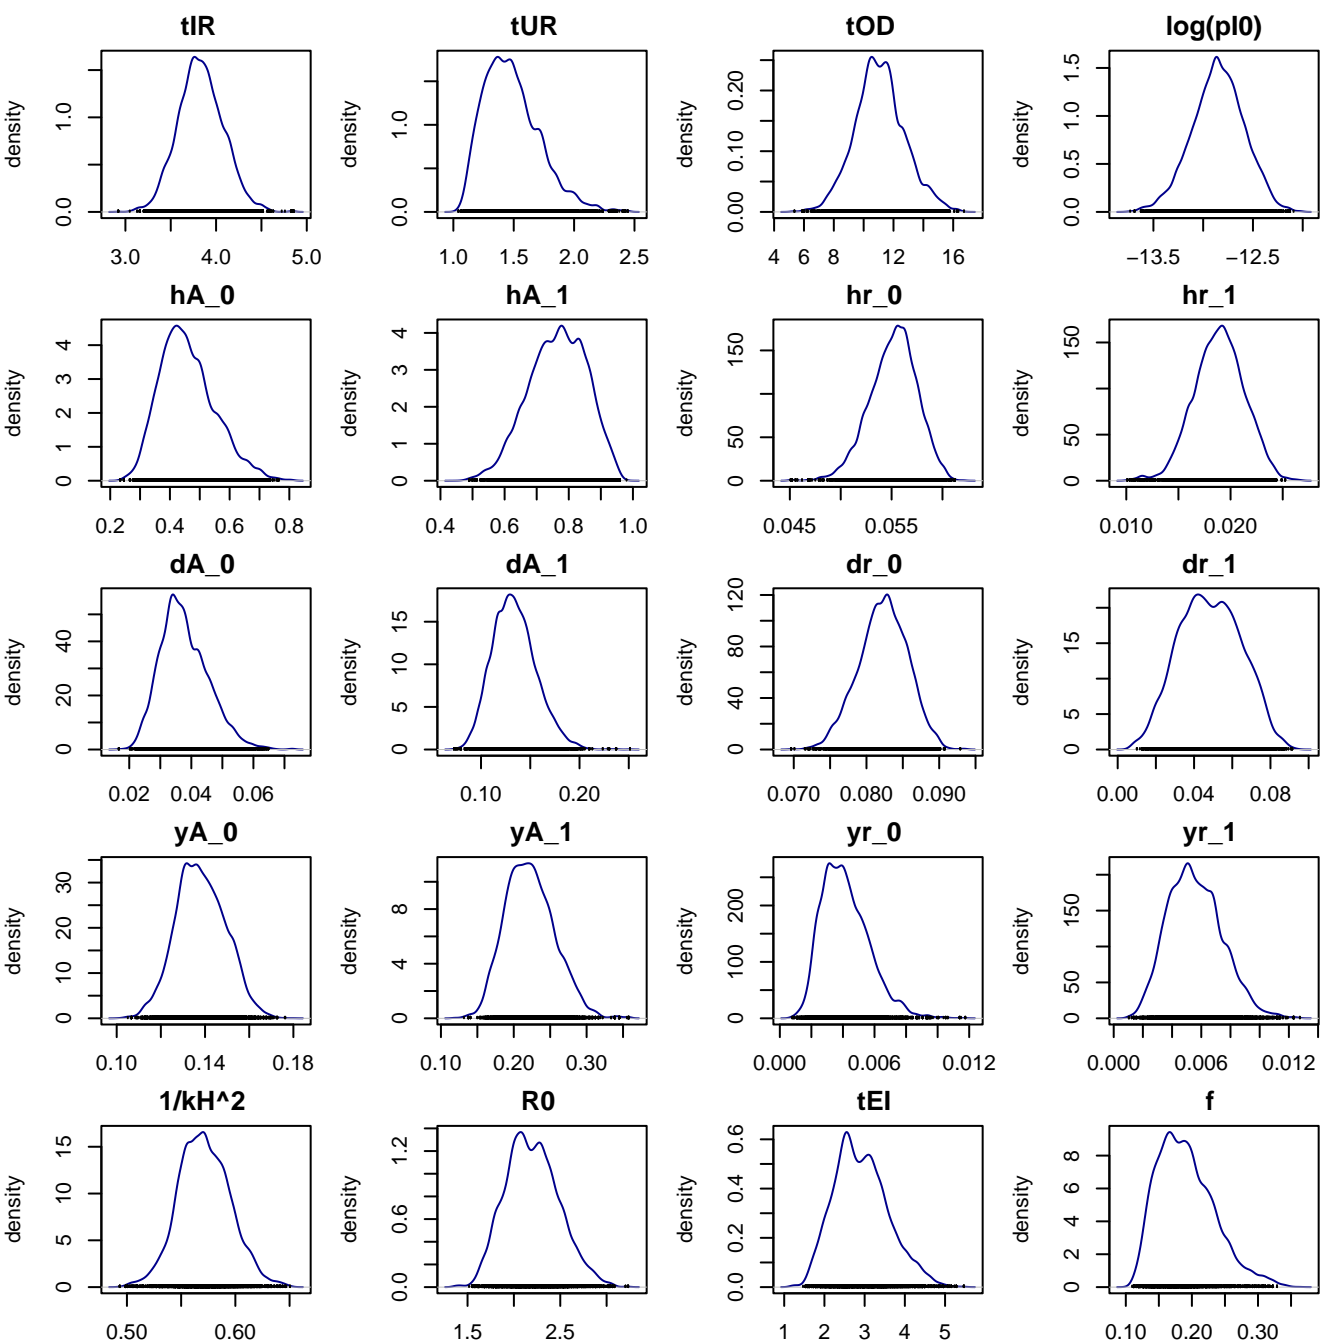 tIR tUR tOD log(pI0)
density 0.0 1.0 density 0.0 1.0 density 0.00 0.10 0.20 density 0.0 0.5 1.0 1.5
3.0 4.0 5.0 1.0 1.5 2.0 2.5 4 6 8 12 16 −13.5 −12.5
hA_0 hA_1 hr_0 hr_1
density 0 1 2 3 4 density 0 1 2 3 4 density 0 50 150 density 0 50 150
0.2 0.4 0.6 0.8 0.4 0.6 0.8 1.0 0.045 0.055 0.010 0.020
dA_0 dA_1 dr_0 dr_1
density 0 20 40 density 0 5 10 15 density 0 40 80 120 density 0 5 15
0.02 0.04 0.06 0.10 0.20 0.070 0.080 0.090 0.00 0.04 0.08
yA_0 yA_1 yr_0 yr_1
density 0 10 20 30 density 0 4 8 density 0 100 200 density 0 50 150
0.10 0.14 0.18 0.10 0.20 0.30 0.000 0.006 0.012 0.000 0.006 0.012
1/kH^2 R0 tEI f
density 0 5 10 15 density 0.0 0.6 1.2 density 0.0 0.2 0.4 0.6 density 0 2 4 6 8
0.50 0.60 1.5 2.5 1 2 3 4 5 0.10 0.20 0.30